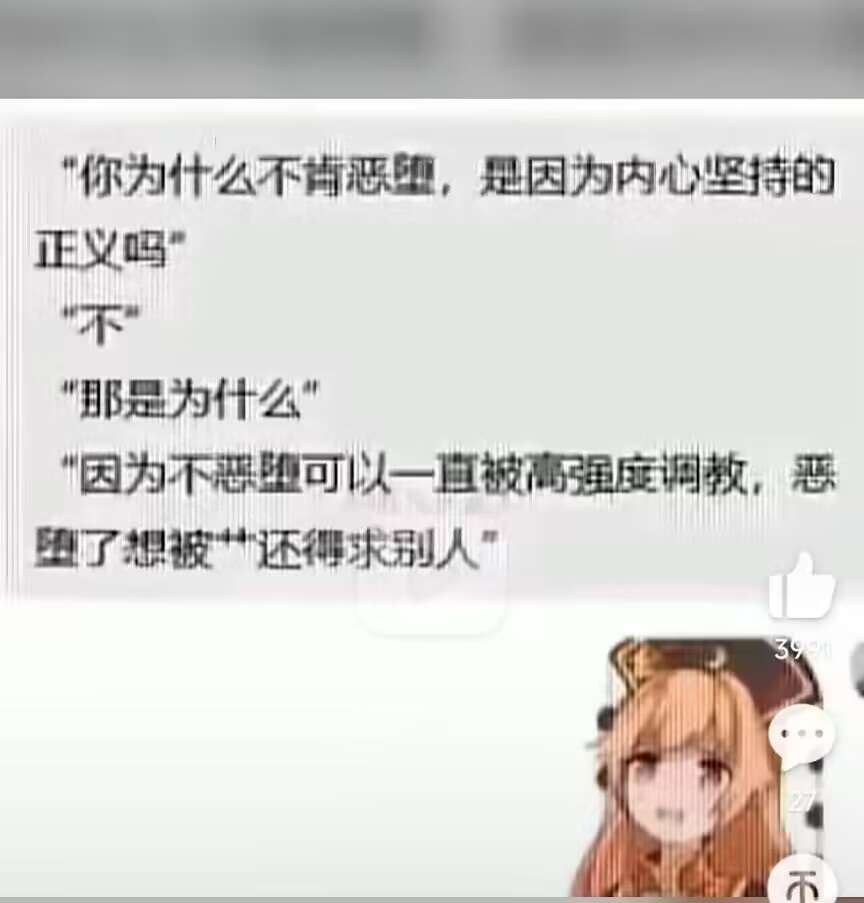 “你为什么不肯恶堕，是因为内心坚持的
正义吗”
“不”
“那是为什么”
“因为不恶堕可以一直被高强度调教，恶
堕了想被艹还得求别人”
27